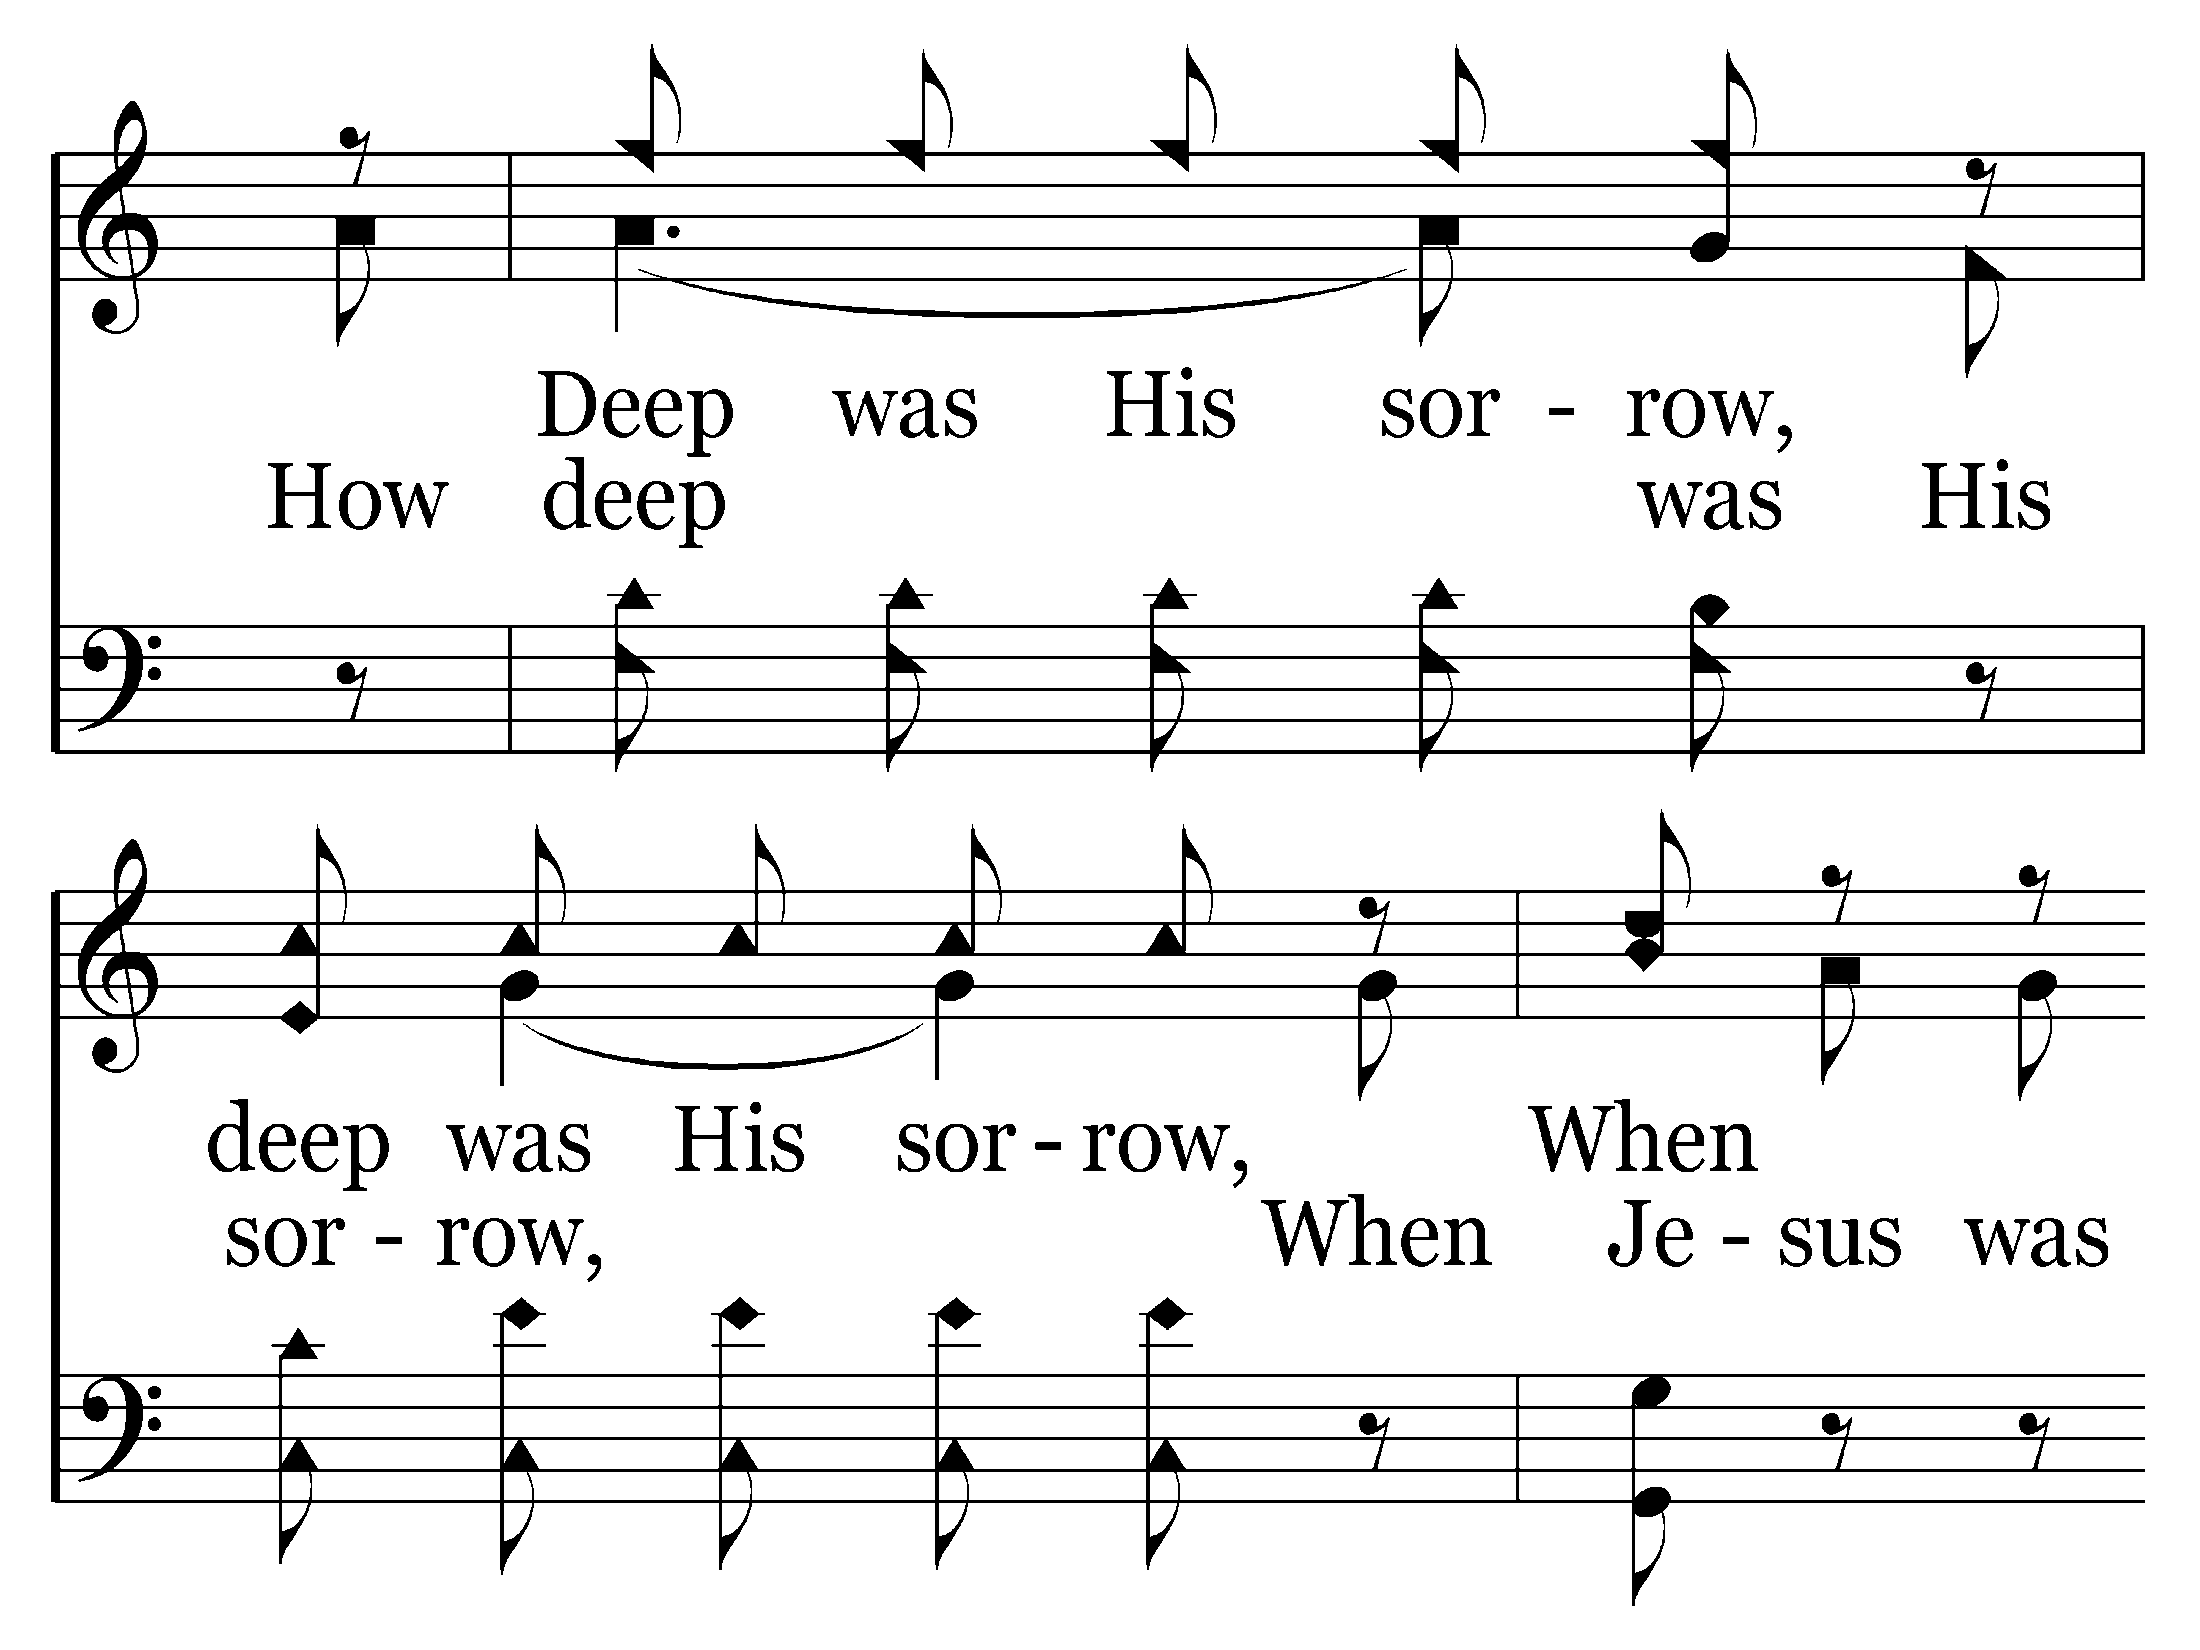 Deep was His sor - row,
How deep was His
deep was His sor - row, When
sor - row, When Je - sus was